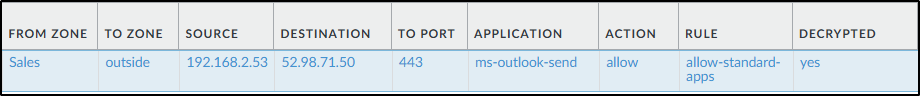 FROM ZONE TO ZONE SOURCE DESTINATION TO PORT APPLICATION ACTION RULE DECRYPTED
Sales outside 192.168.2.53 52.98.71.50 443 ms-outlook-send allow allow-standard- yes
apps